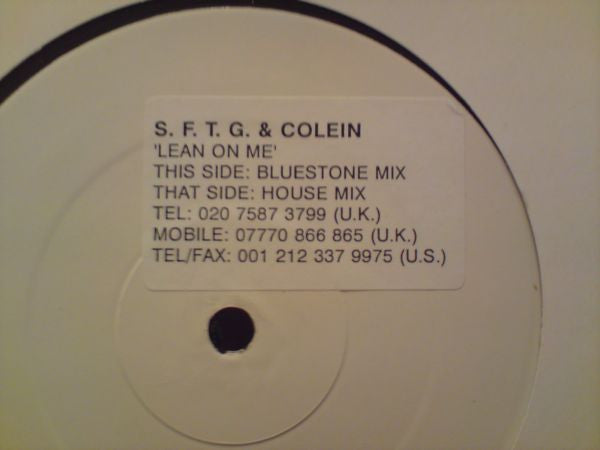 S. F. T. G. & COLEIN
'LEAN ON ME'
THIS SIDE: BLUESTONE MIX
THAT SIDE: HOUSE MIX
TEL: 020 7587 3799 (U.K.)
MOBILE: 07770 866 865 (U.K.)
TEL/FAX: 001 212 337 9975 (U.S.)